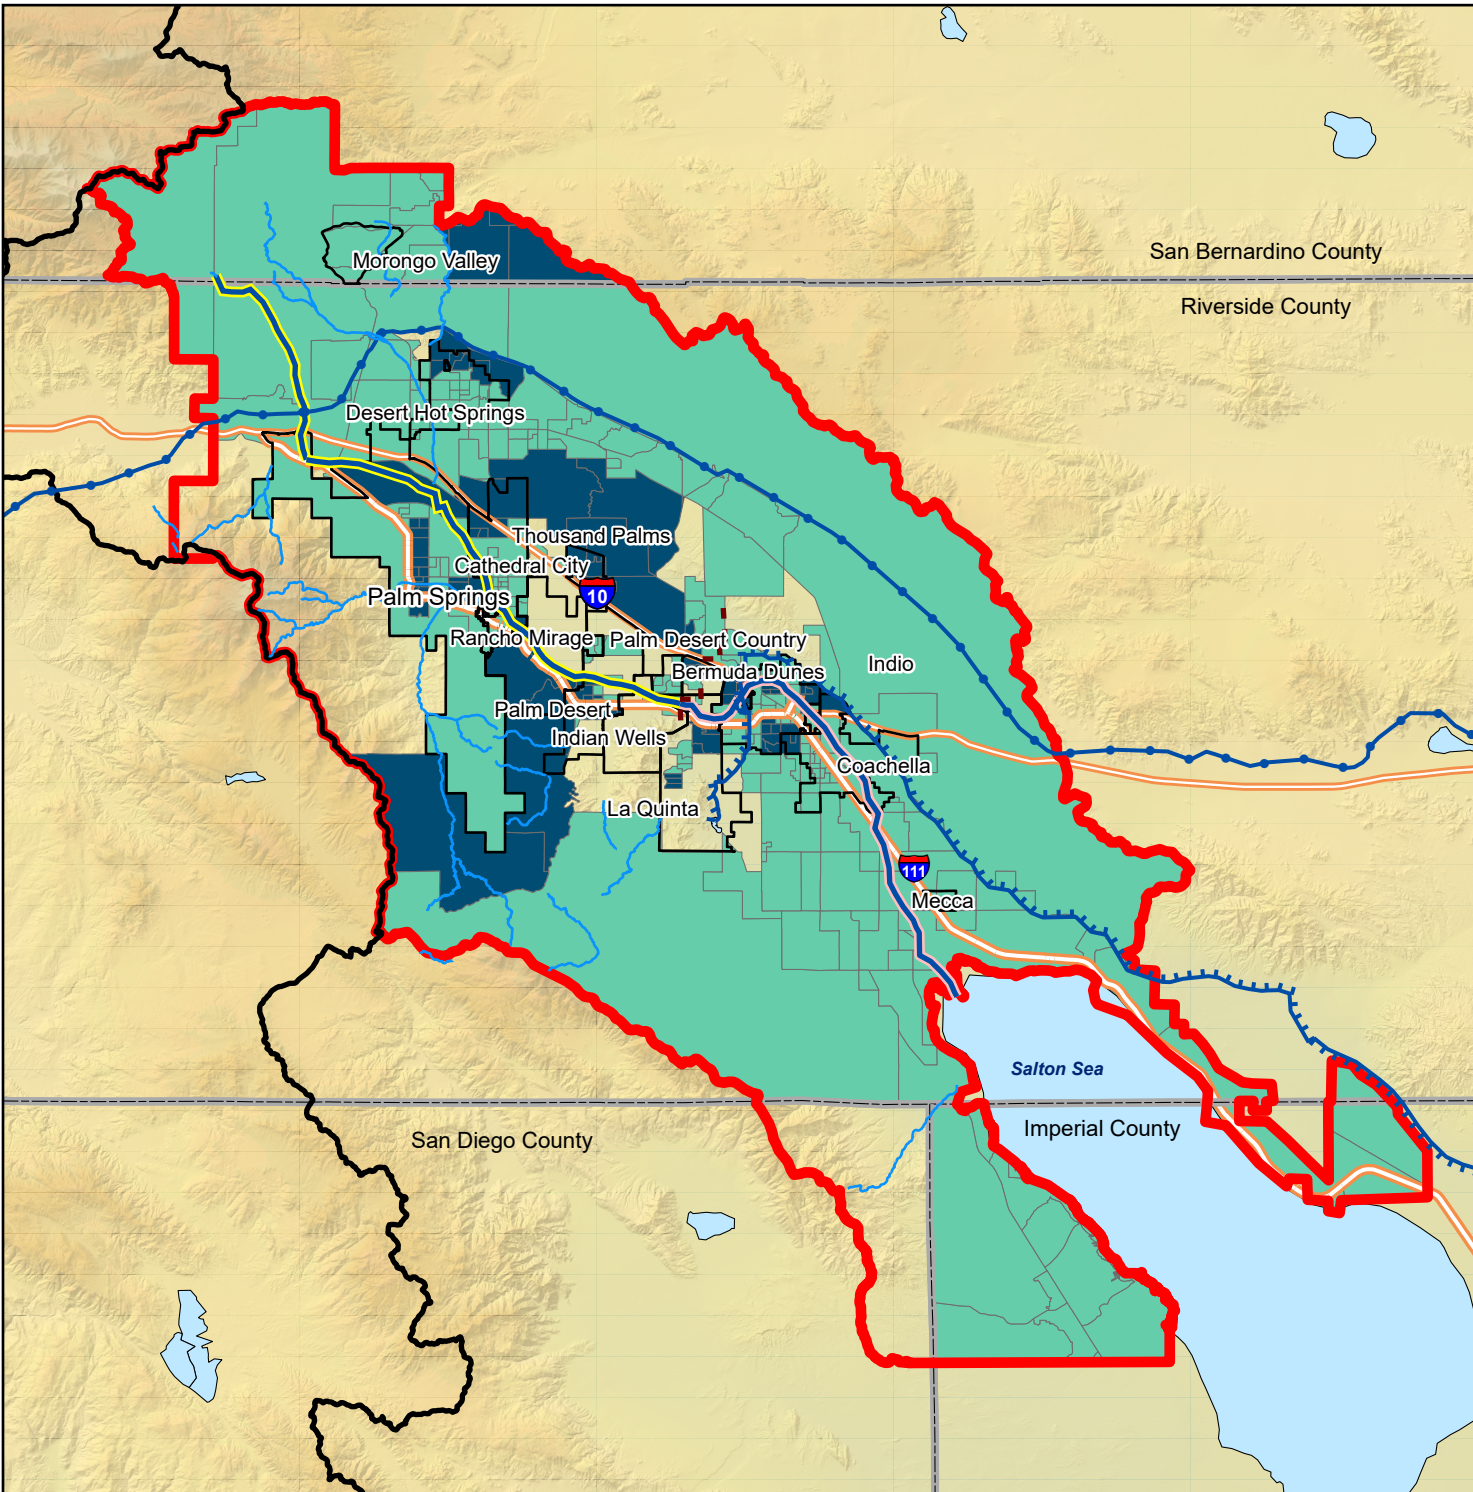 San Bernardino County
Morongo Valley
Riverside County
Desert Hot Springs
Thousand Palms
Cathedral City
10
Palm Springs
Rancho Mirage
Palm Desert Country
Indio
Bermuda Dunes
Palm Desert
Indian Wells
Coachella
La Quinta
111
Mecca
Salton Sea
Imperial County
San Diego County